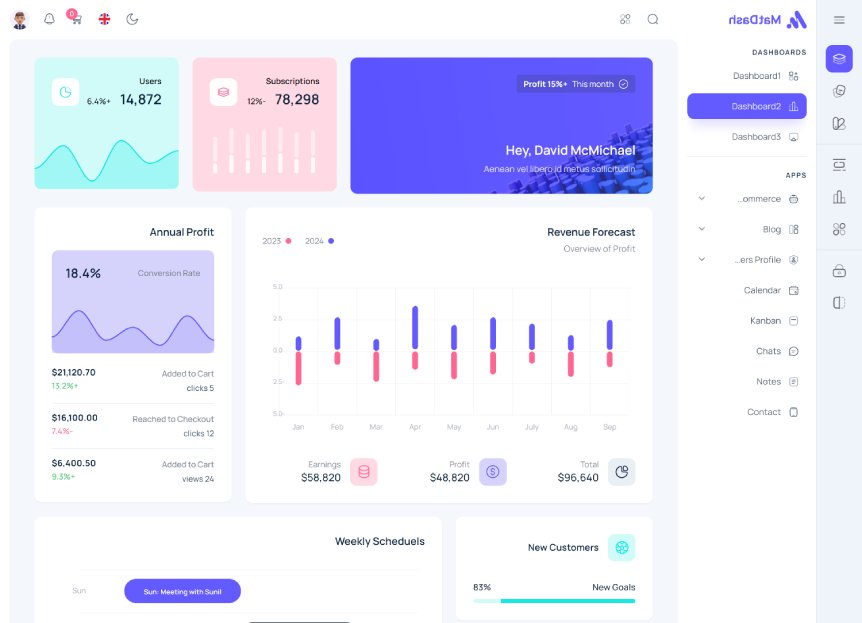 0
MatDash
DASHBOARDS
Dashboard1
Dashboard2
Dashboard3
APPS
...ommerce
Blog
...ers Profile
Calendar
Kanban
Chats
Notes
Contact
Profit 15%+ This month
Hey, David McMichael
Aenean vel libero id metus sollicitudin
Subscriptions
12%- 78,298
Users
6.4%+ 14,872
Revenue Forecast
Overview of Profit
2023 2024
5.0
2.5
0.0
2.5-
5.0-
Jan Feb Mar Apr May Jun July Aug Sep
Earnings
$58,820
Profit
$48,820
Total
$96,640
Annual Profit
18.4% Conversion Rate
$21,120.70 Added to Cart
13.2%+ clicks 5
$16,100.00 Reached to Checkout
7.4%- clicks 12
$6,400.50 Added to Cart
9.3%+ views 24
New Customers
83% New Goals
Weekly Scheduels
Sun
Sun: Meeting with Sunil